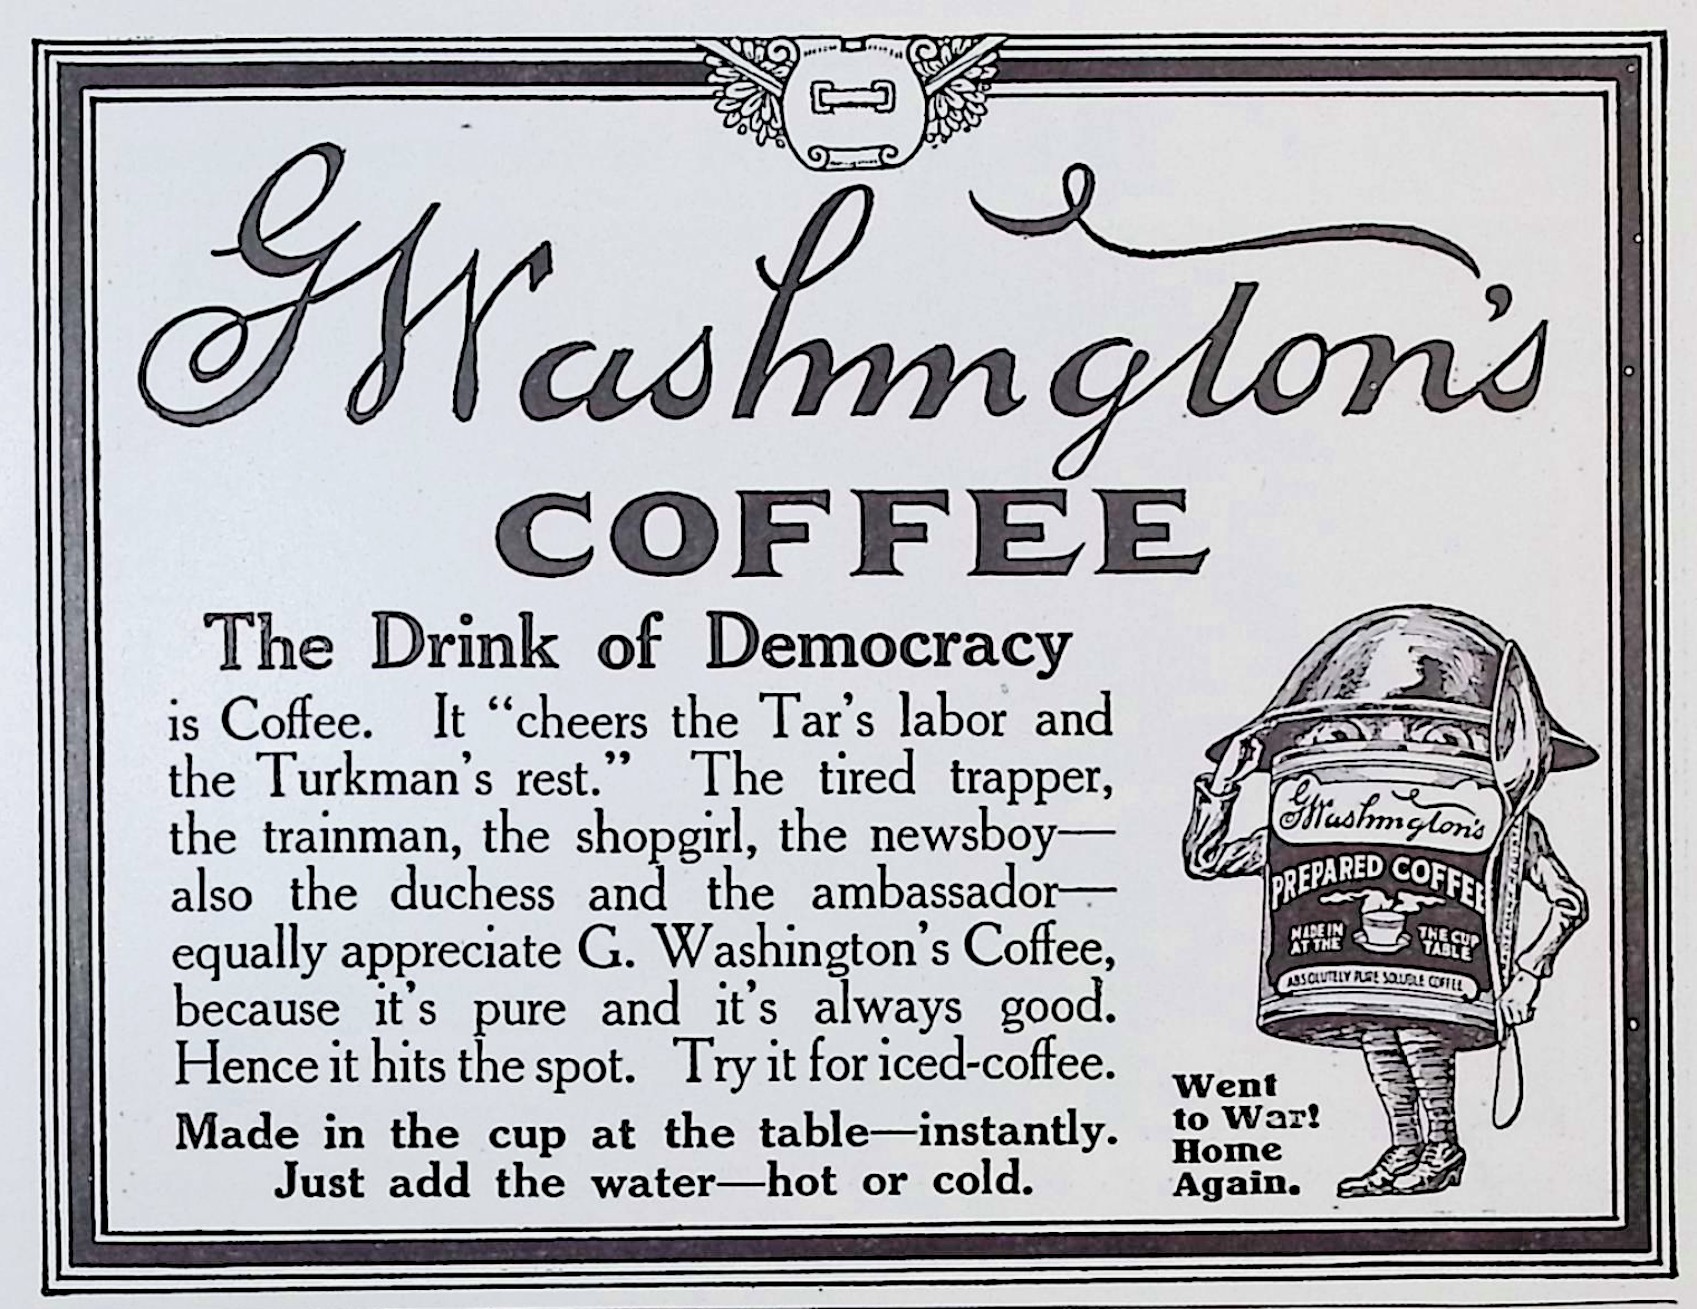 G Washington's
COFFEE
The Drink of Democracy
is Coffee. It “cheers the Tar's labor and
the Turkman's rest.” The tired trapper,
the trainman, the shopgirl, the newsboy—
also the duchess and the ambassador—
equally appreciate G. Washington's Coffee,
because it's pure and it's always good.
Hence it hits the spot. Try it for iced-coffee.
Made in the cup at the table—instantly.
Just add the water—hot or cold.
G Washington's
PREPARED COFFEE
MADE IN THE CUP
AT THE TABLE
ABSOLUTELY PURE SOLUBLE COFFEE
Went
to War!
Home
Again.